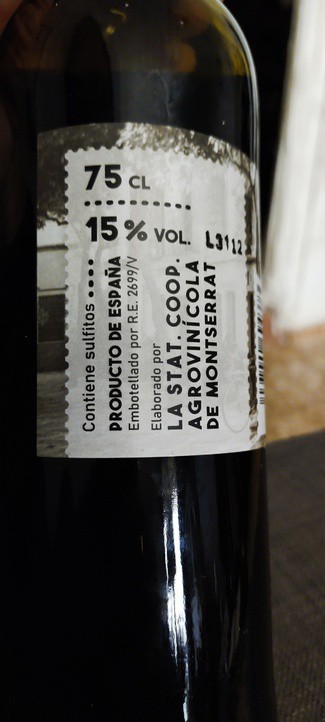 75 CL
15% VOL.
L3112
Contiene sulfitos
PRODUCTO DE ESPAÑA
Embotellado por R.E. 2699/V
Elaborado por
LA STAT. COOP.
AGROVINÍCOLA
DE MONTSERRAT